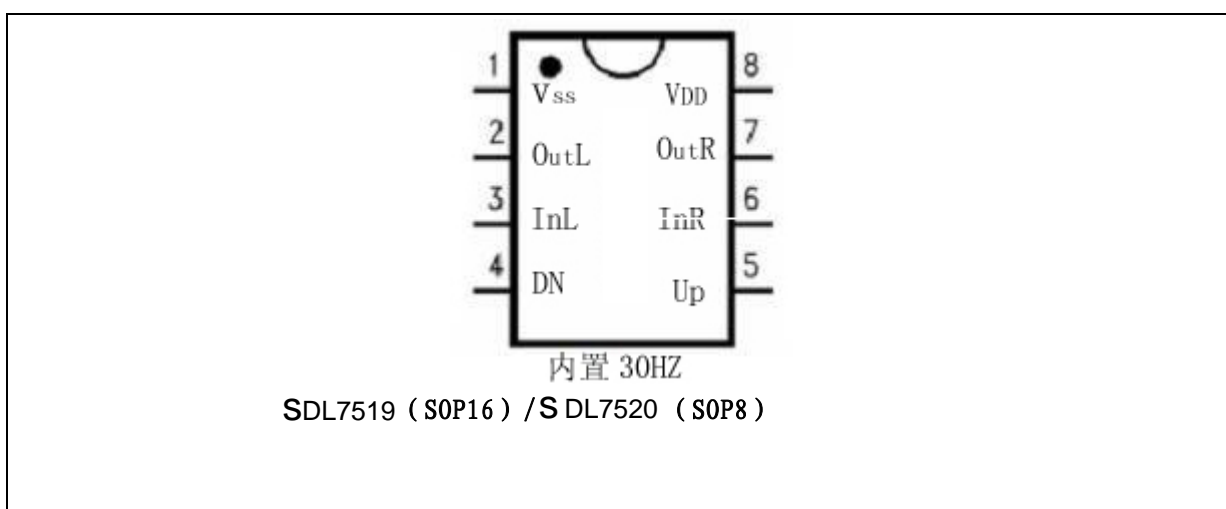 1 8
Vss VDD
2 7
OutL OutR
3 6
InL InR
4 5
DN Up
内置 30HZ
SDL7519（SOP16）/S DL7520 （SOP8）